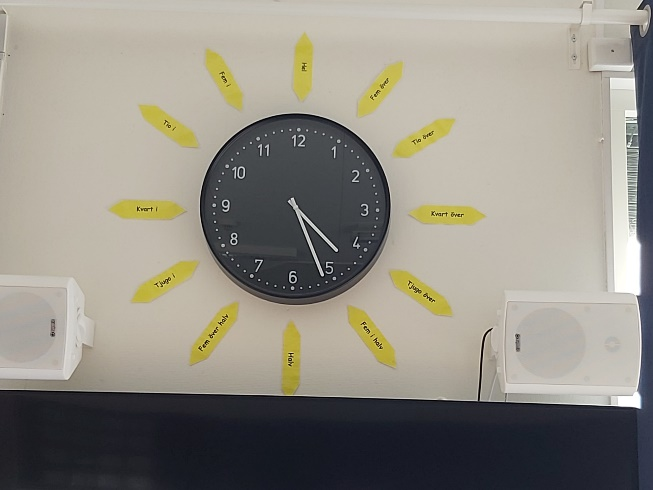 Hel
Fem över
Tio över
Kvart över
Tjugo över
Fem i halv
Halv
Fem över halv
Tjugo i
Kvart i
Tio i
Fem i
12
1
2
3
4
5
6
7
8
9
10
11